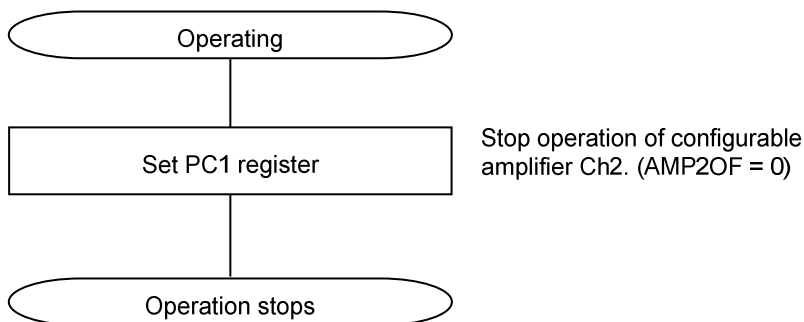 Operating
Set PC1 register
Stop operation of configurable
amplifier Ch2. (AMP2OF = 0)
Operation stops